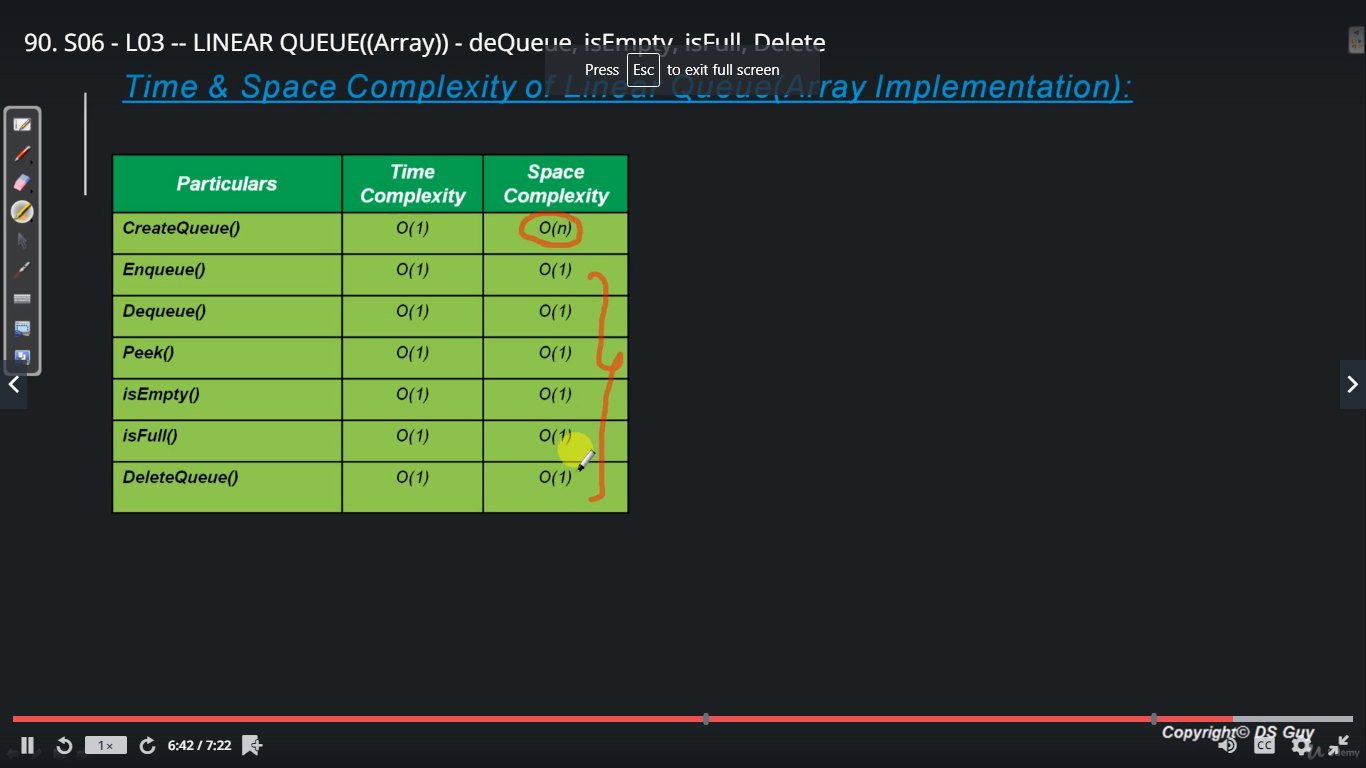 90. S06 - L03 -- LINEAR QUEUE((Array)) - deQueue, isEmpty, isFull, Delete
Press Esc to exit full screen
Time & Space Complexity of Linear Queue(Array Implementation):
Particulars Time Complexity Space Complexity
CreateQueue() O(1) O(n)
Enqueue() O(1) O(1)
Dequeue() O(1) O(1)
Peek() O(1) O(1)
isEmpty() O(1) O(1)
isFull() O(1) O(1)
DeleteQueue() O(1) O(1)
Copyright© DS Guy
1× 6:42 / 7:22 CC